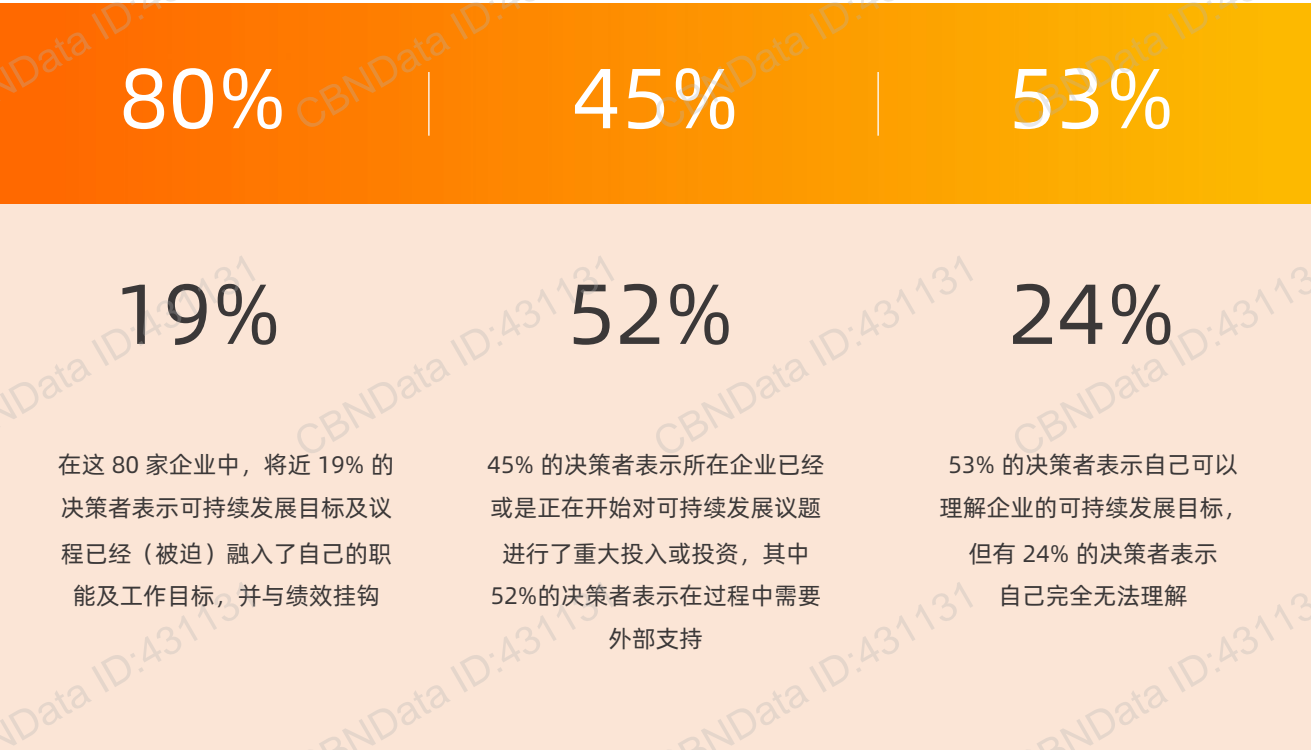 80%
45%
53%
19%
52%
24%
在这 80 家企业中，将近 19% 的
决策者表示可持续发展目标及议
程已经（被迫）融入了自己的职
能及工作目标，并与绩效挂钩
45% 的决策者表示所在企业已经
或是正在开始对可持续发展议题
进行了重大投入或投资，其中
52%的决策者表示在过程中需要
外部支持
53% 的决策者表示自己可以
理解企业的可持续发展目标，
但有 24% 的决策者表示
自己完全无法理解
CBNData ID:431131